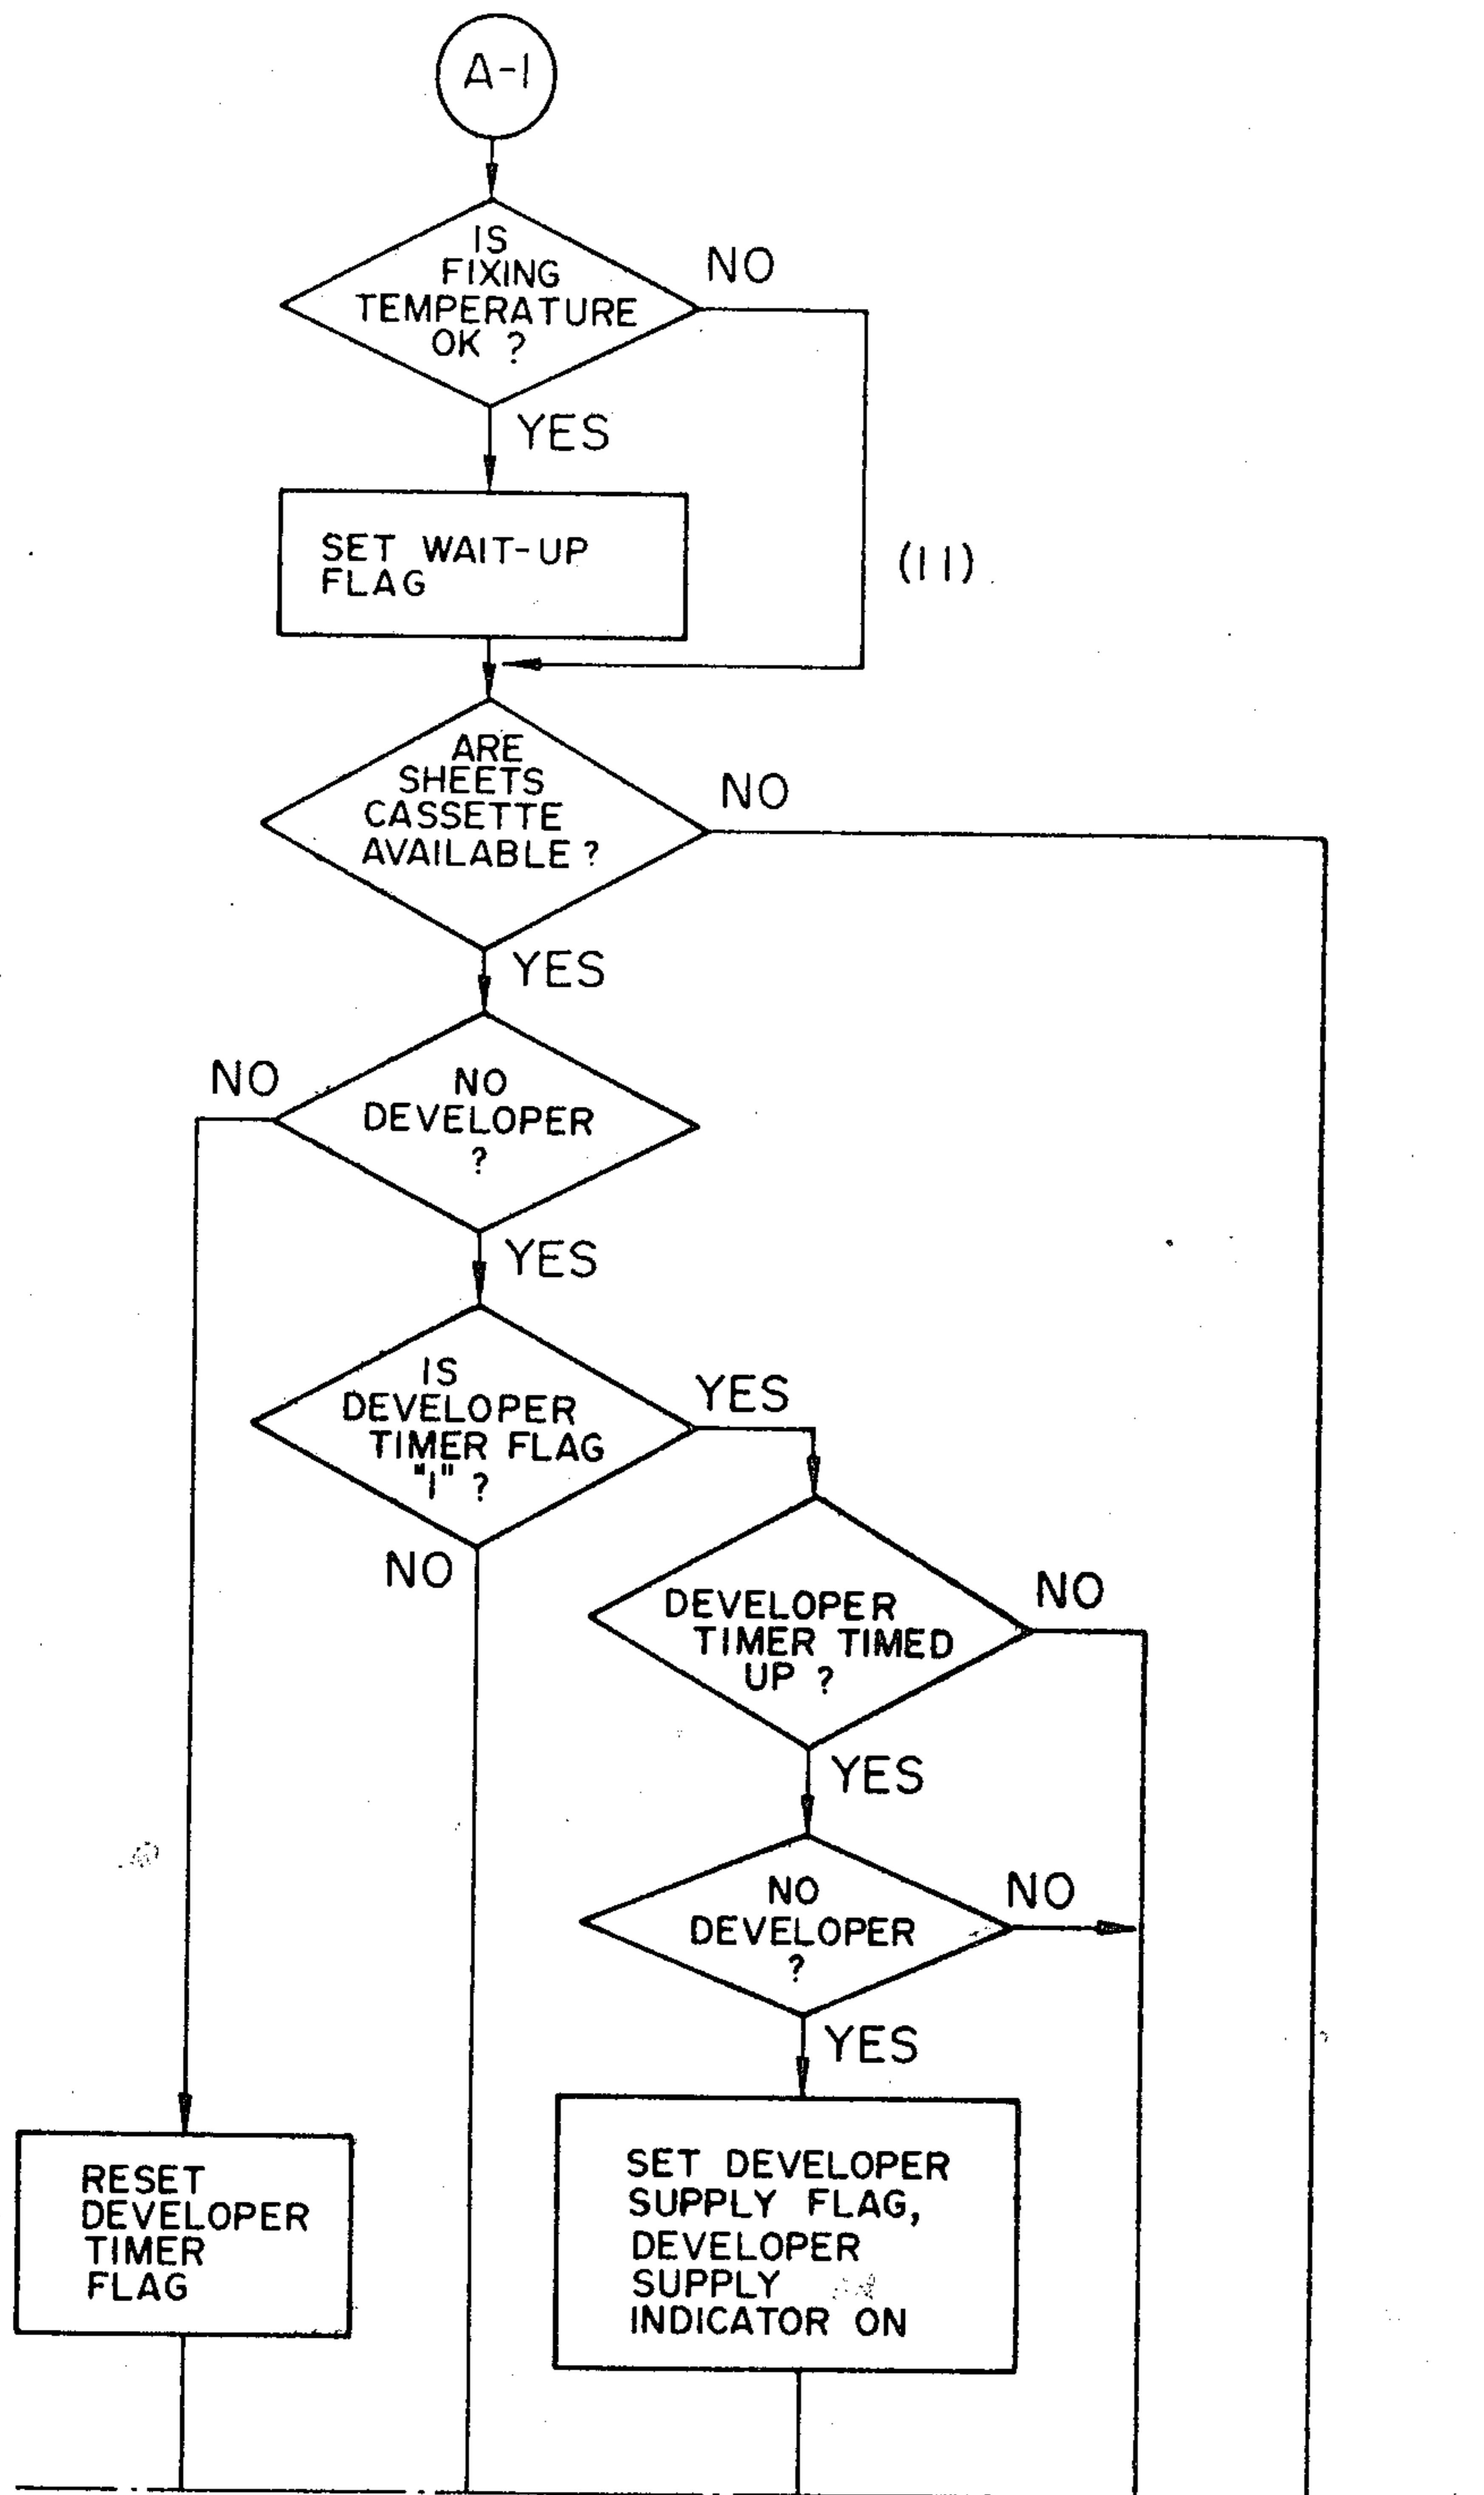 A-1
IS
FIXING
TEMPERATURE
OK ?
NO
YES
SET WAIT-UP
FLAG
(11)
ARE
SHEETS
CASSETTE
AVAILABLE ?
NO
YES
NO
DEVELOPER
?
NO
YES
IS
DEVELOPER
TIMER FLAG
"1" ?
YES
NO
DEVELOPER
TIMER TIMED
UP ?
NO
YES
NO
DEVELOPER
?
NO
YES
RESET
DEVELOPER
TIMER
FLAG
SET DEVELOPER
SUPPLY FLAG,
DEVELOPER
SUPPLY
INDICATOR ON